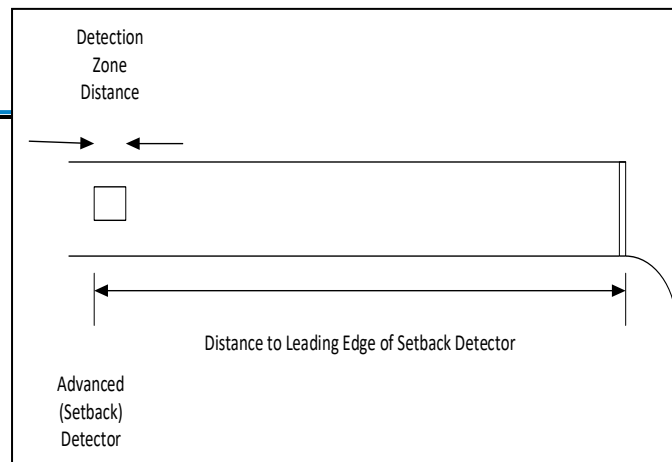 Detection
Zone
Distance
Distance to Leading Edge of Setback Detector
Advanced
(Setback)
Detector